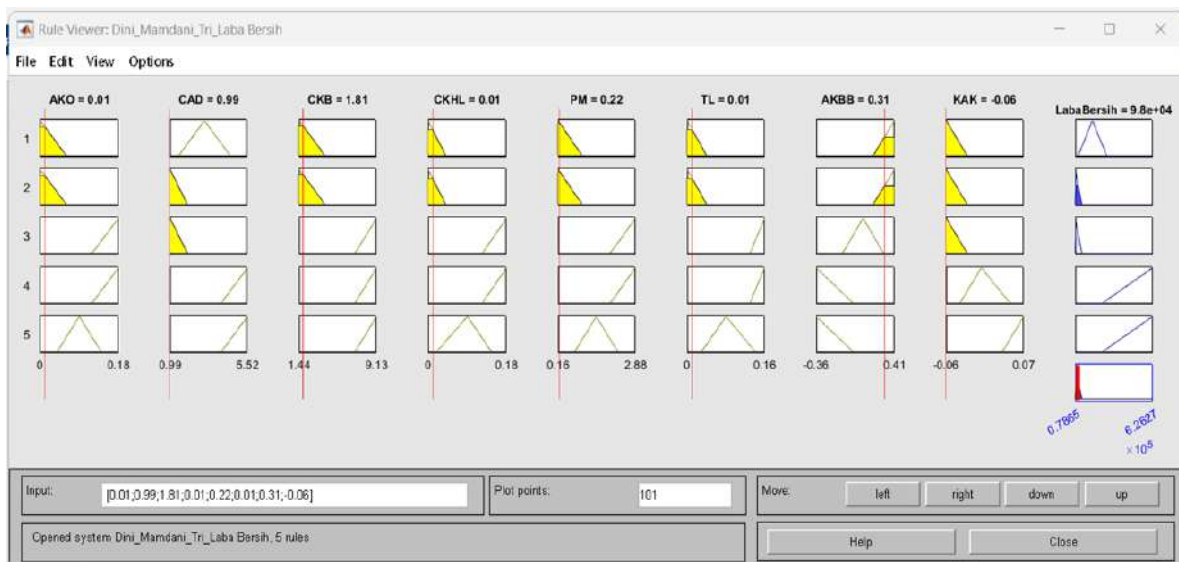 Rule Viewer: Dini_Mamdani_Tri_Laba Bersih
File Edit View Options
AKO = 0.01 CAD = 0.99 CKB = 1.81 CKHL = 0.01 PM = 0.22 TL = 0.01 AKBB = 0.31 KAK = -0.06 LabaBersih = 9.8e+04
1
2
3
4
5
0 0.18 0.99 5.52 1.44 9.13 0 0.18 0.16 2.88 0 0.16 -0.36 0.41 -0.06 0.07
0.7865 6.2627
× 10⁵
Input: [0.01;0.99;1.81;0.01;0.22;0.01;0.31;-0.06] Plot points: 101 Move: left right down up
Opened system Dini_Mamdani_Tri_Laba Bersih, 5 rules Help Close